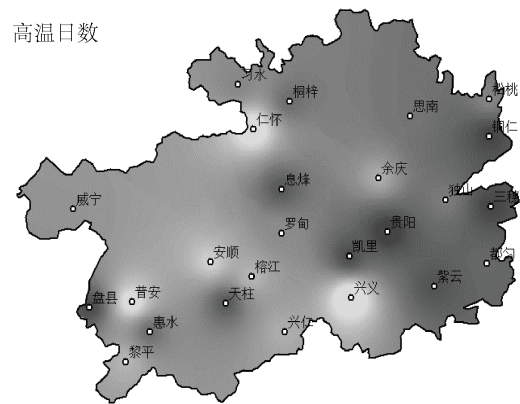 高温日数
习水
桐梓
松桃
思南
仁怀
铜仁
余庆
息烽
独山
威宁
三穗
罗甸
贵阳
凯里
都匀
安顺
榕江
紫云
兴义
普安
盘县
天柱
惠水
兴仁
黎平